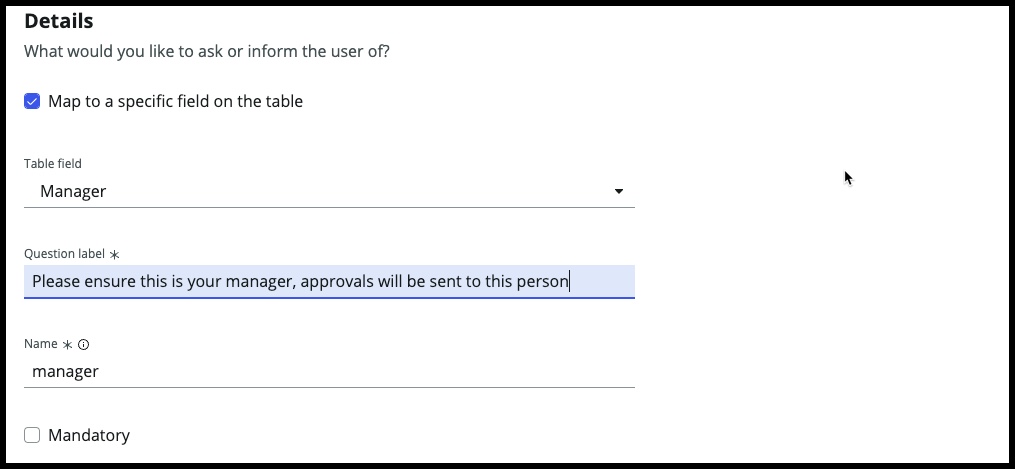 Details
What would you like to ask or inform the user of?
Map to a specific field on the table
Table field
Manager
Question label *
Please ensure this is your manager, approvals will be sent to this person
Name *
manager
Mandatory